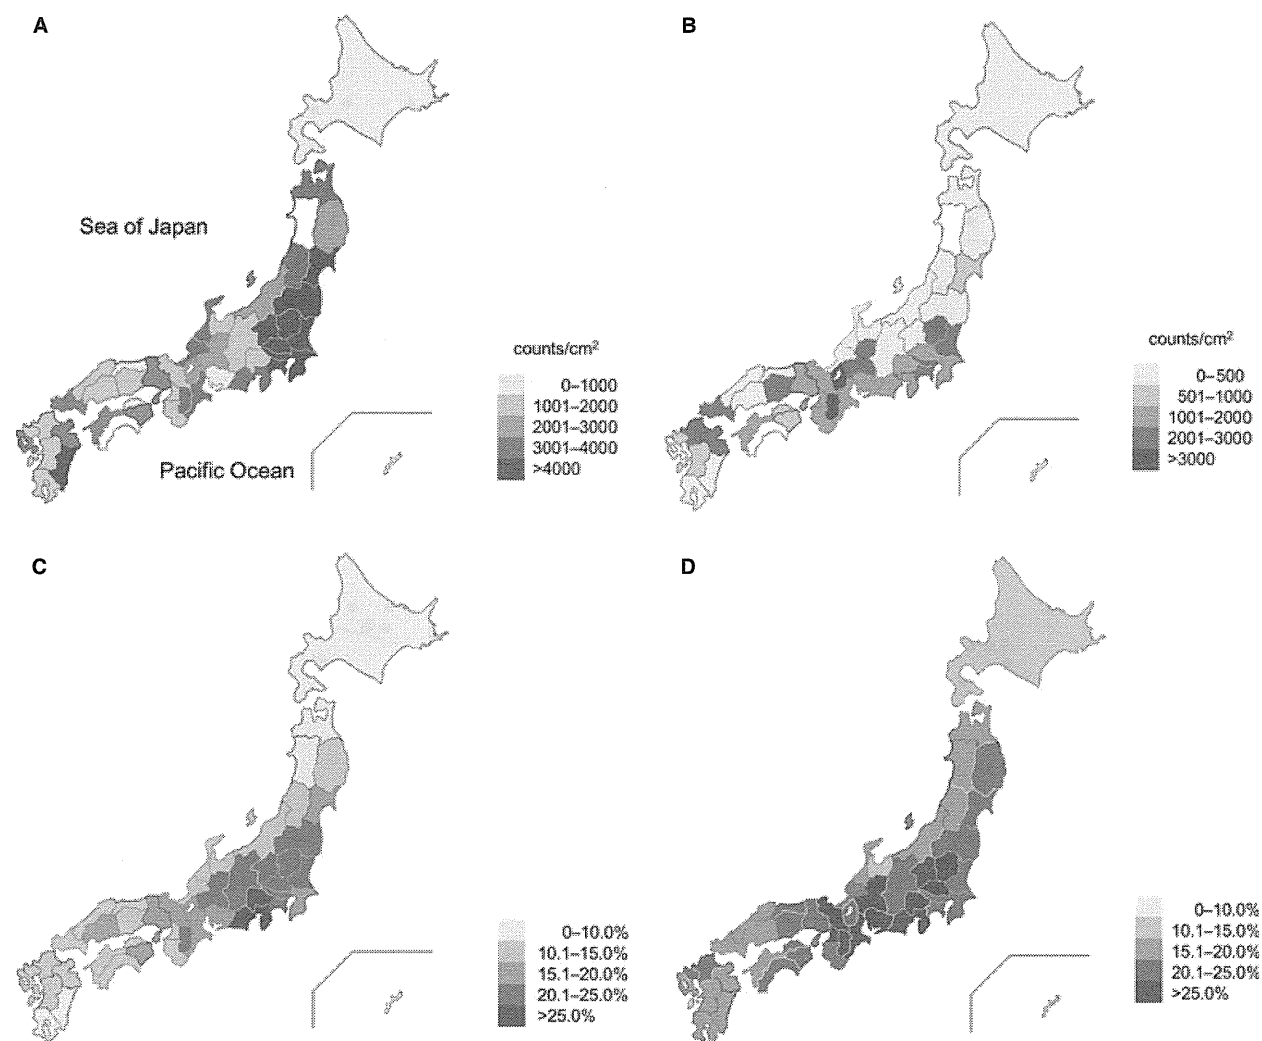 A
B
Sea of Japan
Pacific Ocean
counts/cm²
0–1000
1001–2000
2001–3000
3001–4000
>4000
counts/cm²
0–500
501–1000
1001–2000
2001–3000
>3000
C
D
0–10.0%
10.1–15.0%
15.1–20.0%
20.1–25.0%
>25.0%
0–10.0%
10.1–15.0%
15.1–20.0%
20.1–25.0%
>25.0%